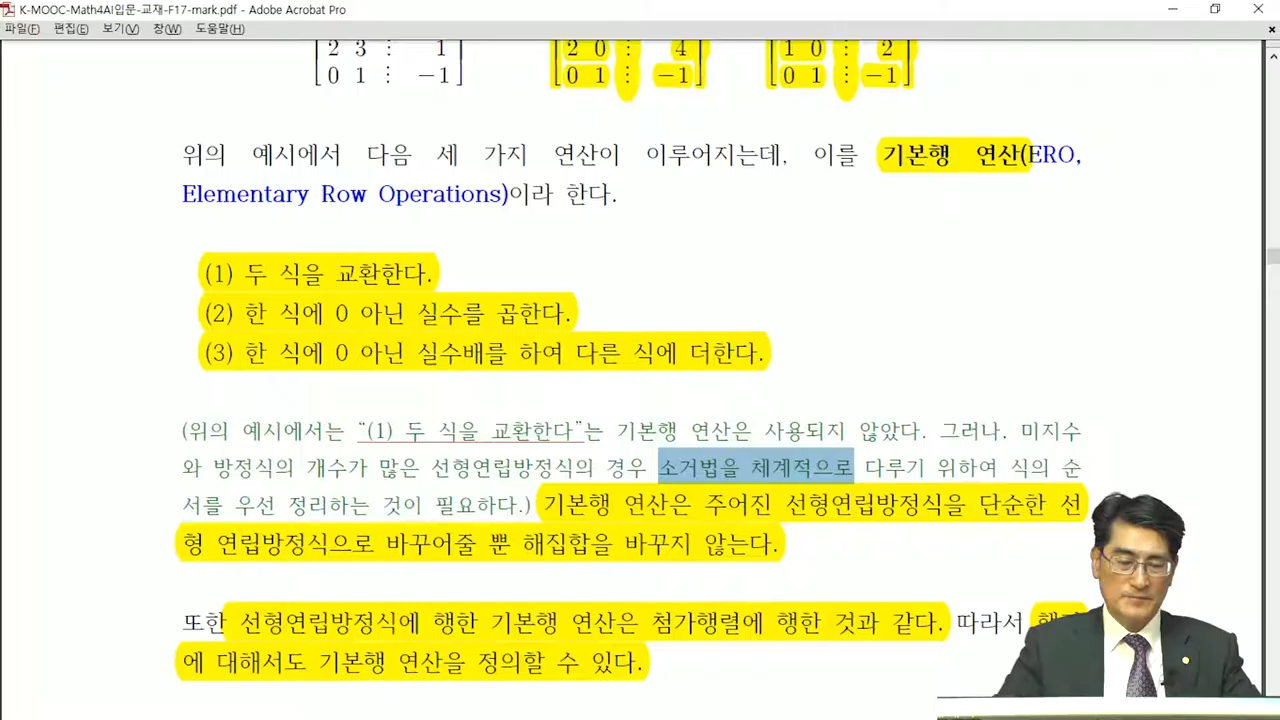 K-MOOC-Math4AI입문-교재-F17-mark.pdf - Adobe Acrobat Pro
파일(F) 편집(E) 보기(V) 창(W) 도움말(H)
[2 3 ⋮ 1 [2 0 ⋮ 4 [1 0 ⋮ 2
0 1 ⋮ −1] 0 1 ⋮ −1] 0 1 ⋮ −1]
위의 예시에서 다음 세 가지 연산이 이루어지는데, 이를 기본행 연산(ERO,
Elementary Row Operations)이라 한다.
(1) 두 식을 교환한다.
(2) 한 식에 0 아닌 실수를 곱한다.
(3) 한 식에 0 아닌 실수배를 하여 다른 식에 더한다.
(위의 예시에서는 “(1) 두 식을 교환한다”는 기본행 연산은 사용되지 않았다. 그러나, 미지수
와 방정식의 개수가 많은 선형연립방정식의 경우 소거법을 체계적으로 다루기 위하여 식의 순
서를 우선 정리하는 것이 필요하다.) 기본행 연산은 주어진 선형연립방정식을 단순한 선
형 연립방정식으로 바꾸어줄 뿐 해집합을 바꾸지 않는다.
또한 선형연립방정식에 행한 기본행 연산은 첨가행렬에 행한 것과 같다. 따라서
에 대해서도 기본행 연산을 정의할 수 있다.